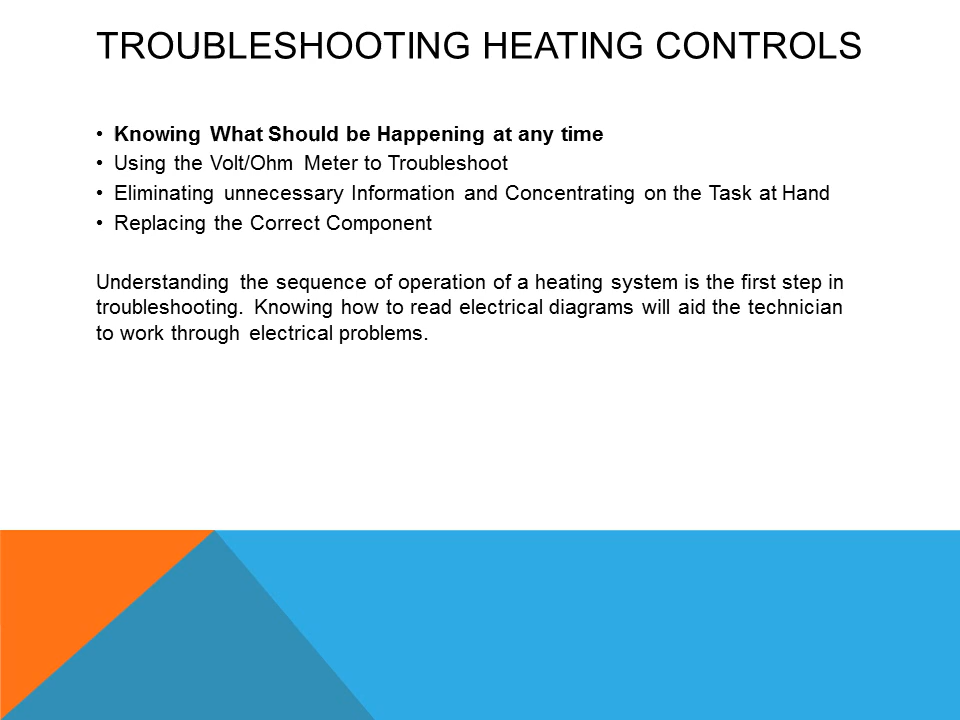 TROUBLESHOOTING HEATING CONTROLS
• Knowing What Should be Happening at any time
• Using the Volt/Ohm Meter to Troubleshoot
• Eliminating unnecessary Information and Concentrating on the Task at Hand
• Replacing the Correct Component
Understanding the sequence of operation of a heating system is the first step in
troubleshooting. Knowing how to read electrical diagrams will aid the technician
to work through electrical problems.